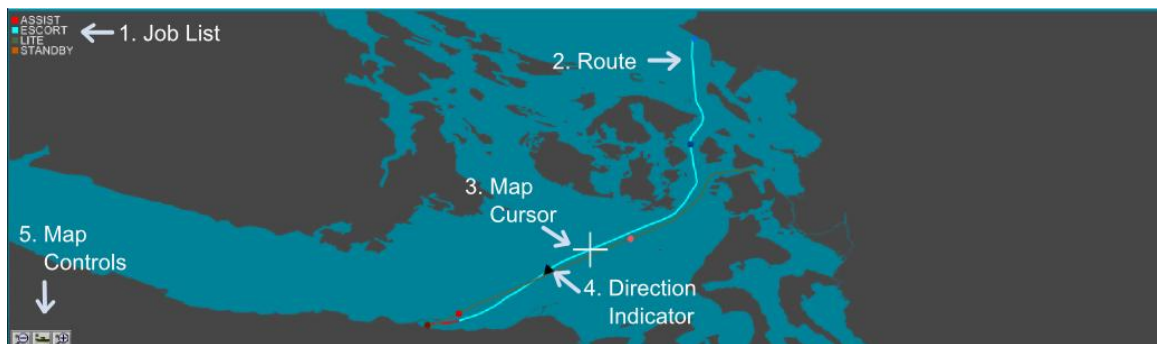 ASSIST
ESCORT
LITE
STANDBY
1. Job List
2. Route
3. Map
Cursor
4. Direction
Indicator
5. Map
Controls